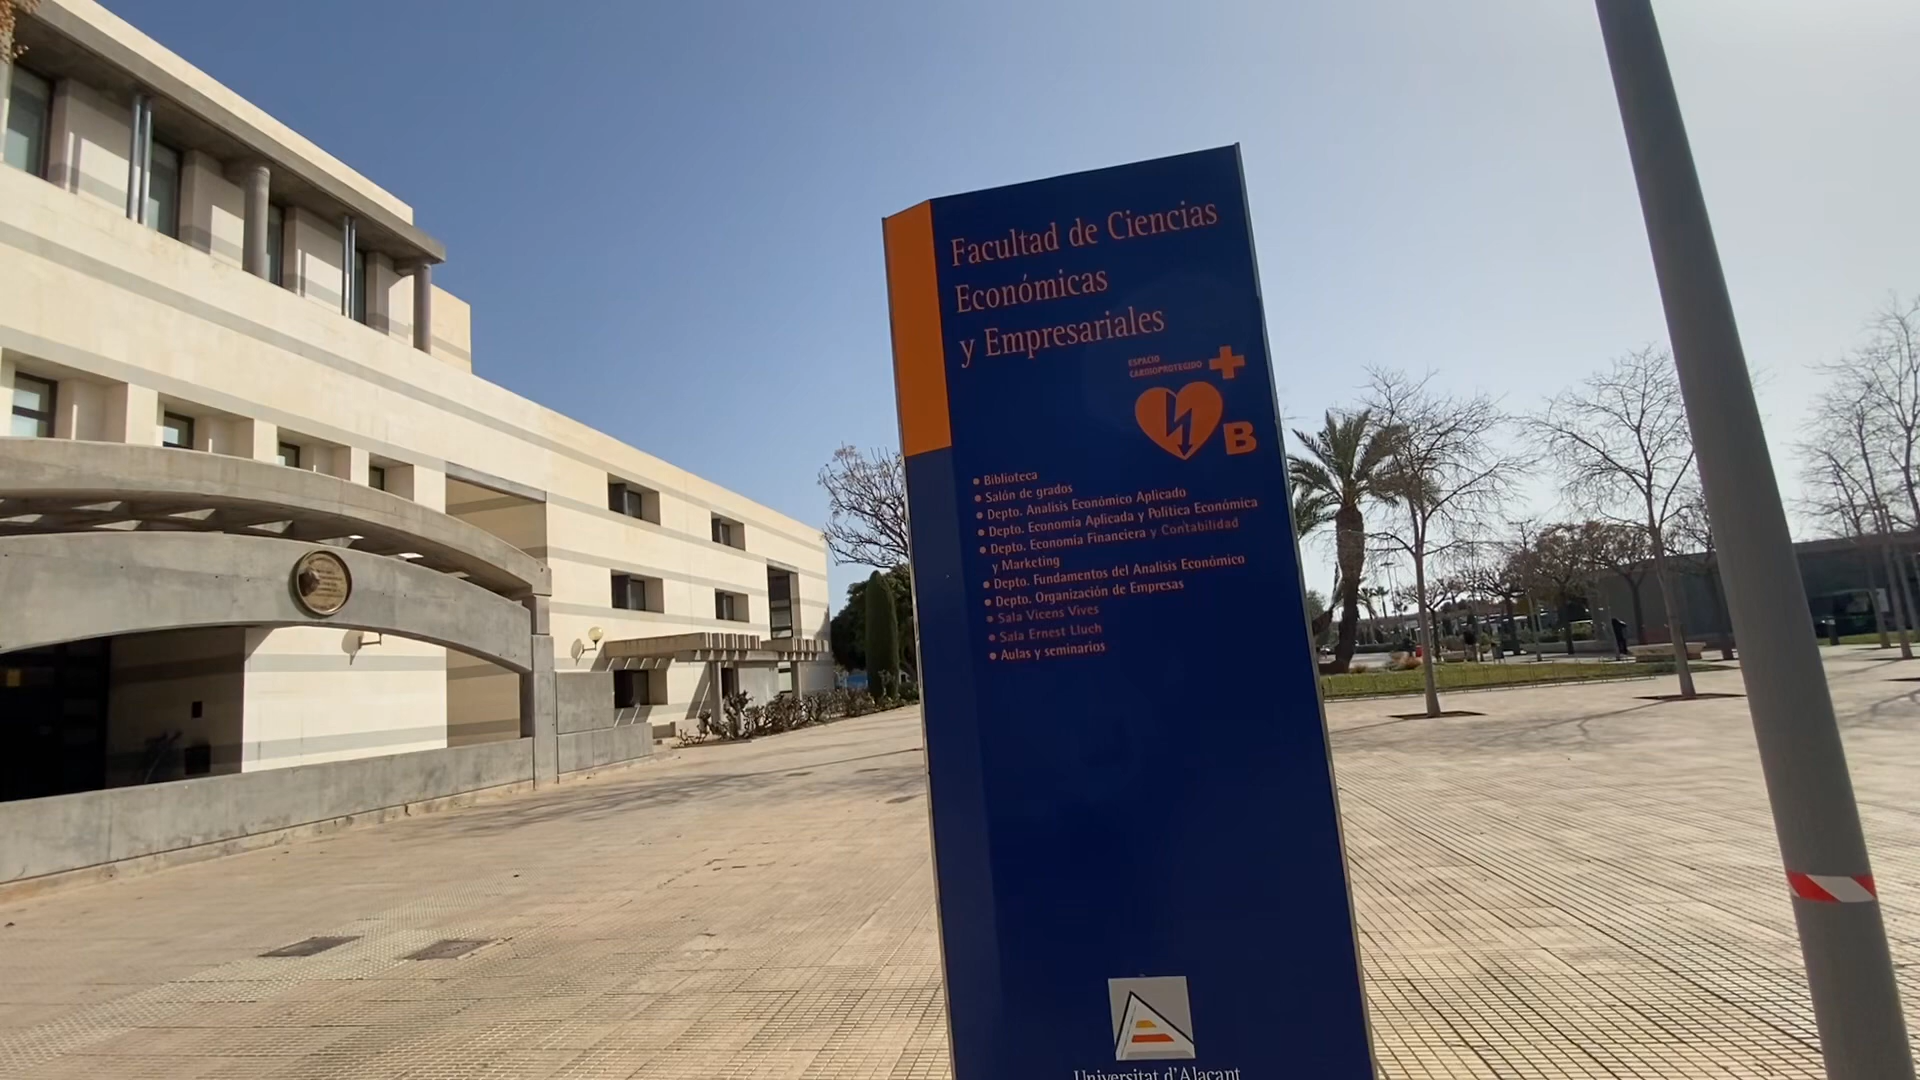 Facultad de Ciencias
Económicas
y Empresariales
ESPACIO
CARDIOPROTEGIDO
B
• Biblioteca
• Salón de grados
• Depto. Analisis Económico Aplicado
• Depto. Economía Aplicada y Política Económica
• Depto. Economía Financiera y Contabilidad
y Marketing
• Depto. Fundamentos del Analisis Económico
• Depto. Organización de Empresas
• Sala Vicens Vives
• Sala Ernest Lluch
• Aulas y seminarios
Universitat d'Alacant